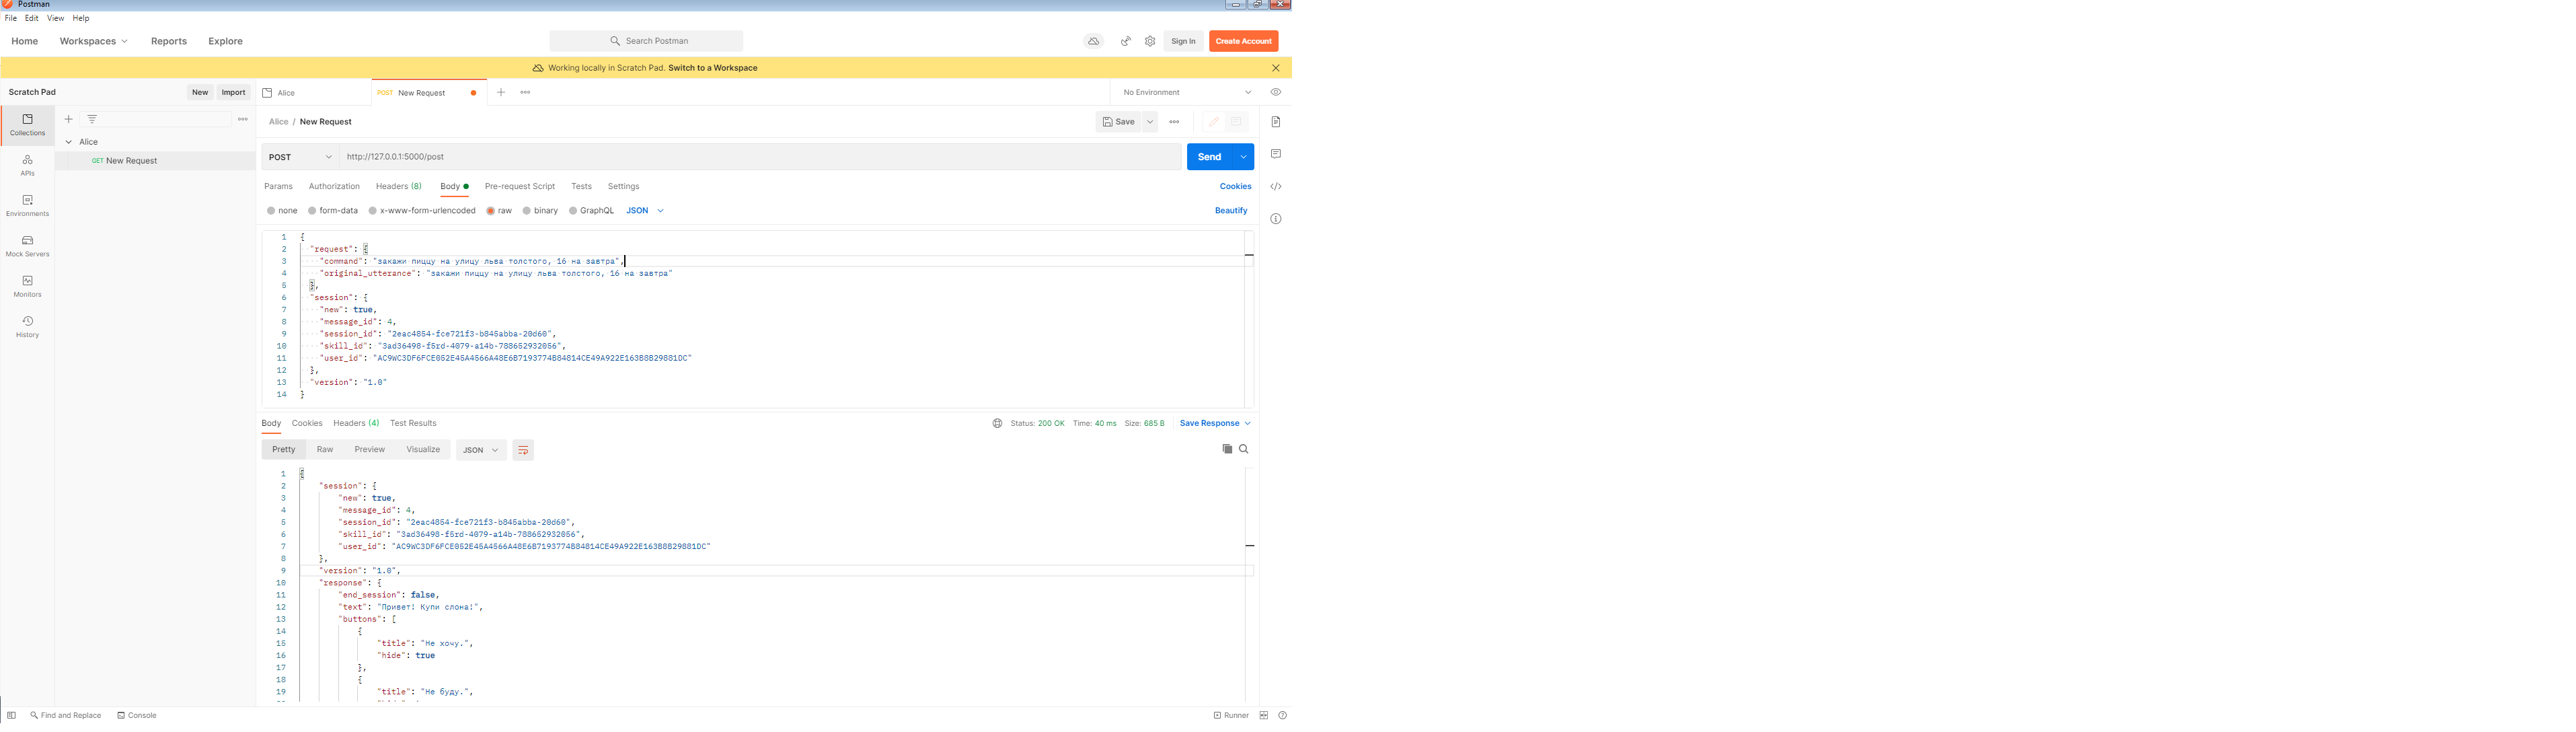 Postman
File Edit View Help
Home Workspaces Reports Explore Search Postman Sign In Create Account
Working locally in Scratch Pad. Switch to a Workspace
Scratch Pad New Import Alice POST New Request No Environment
Collections
APIs
Environments
Mock Servers
Monitors
History
Alice
GET New Request
Alice / New Request Save
POST http://127.0.0.1:5000/post Send
Params Authorization Headers (8) Body Pre-request Script Tests Settings Cookies
none form-data x-www-form-urlencoded raw binary GraphQL JSON Beautify
1 {
2 "request": {
3 "command": "закажи пиццу на улицу льва толстого, 16 на завтра",
4 "original_utterance": "закажи пиццу на улицу льва толстого, 16 на завтра"
5 },
6 "session": {
7 "new": true,
8 "message_id": 4,
9 "session_id": "2eac4854-fce721f3-b845abba-20d60",
10 "skill_id": "3ad36498-f5rd-4079-a14b-788652932056",
11 "user_id": "AC9WC3DF6FCE052E45A4566A48E6B7193774B84814CE49A922E163B8B29881DC"
12 },
13 "version": "1.0"
14 }
Body Cookies Headers (4) Test Results Status: 200 OK Time: 40 ms Size: 685 B Save Response
Pretty Raw Preview Visualize JSON
1 {
2 "session": {
3 "new": true,
4 "message_id": 4,
5 "session_id": "2eac4854-fce721f3-b845abba-20d60",
6 "skill_id": "3ad36498-f5rd-4079-a14b-788652932056",
7 "user_id": "AC9WC3DF6FCE052E45A4566A48E6B7193774B84814CE49A922E163B8B29881DC"
8 },
9 "version": "1.0",
10 "response": {
11 "end_session": false,
12 "text": "Привет! Купи слона!",
13 "buttons": [
14 {
15 "title": "Не хочу.",
16 "hide": true
17 },
18 {
19 "title": "Не буду.",
Find and Replace Console Runner